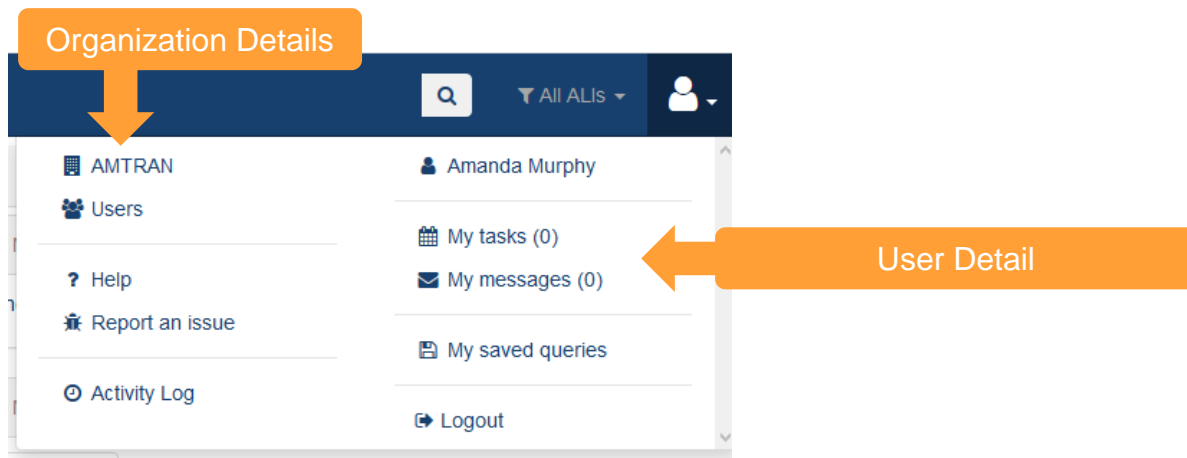 Organization Details
All ALIs
AMTRAN
Users
? Help
Report an issue
Activity Log
Amanda Murphy
My tasks (0)
My messages (0)
My saved queries
Logout
User Detail